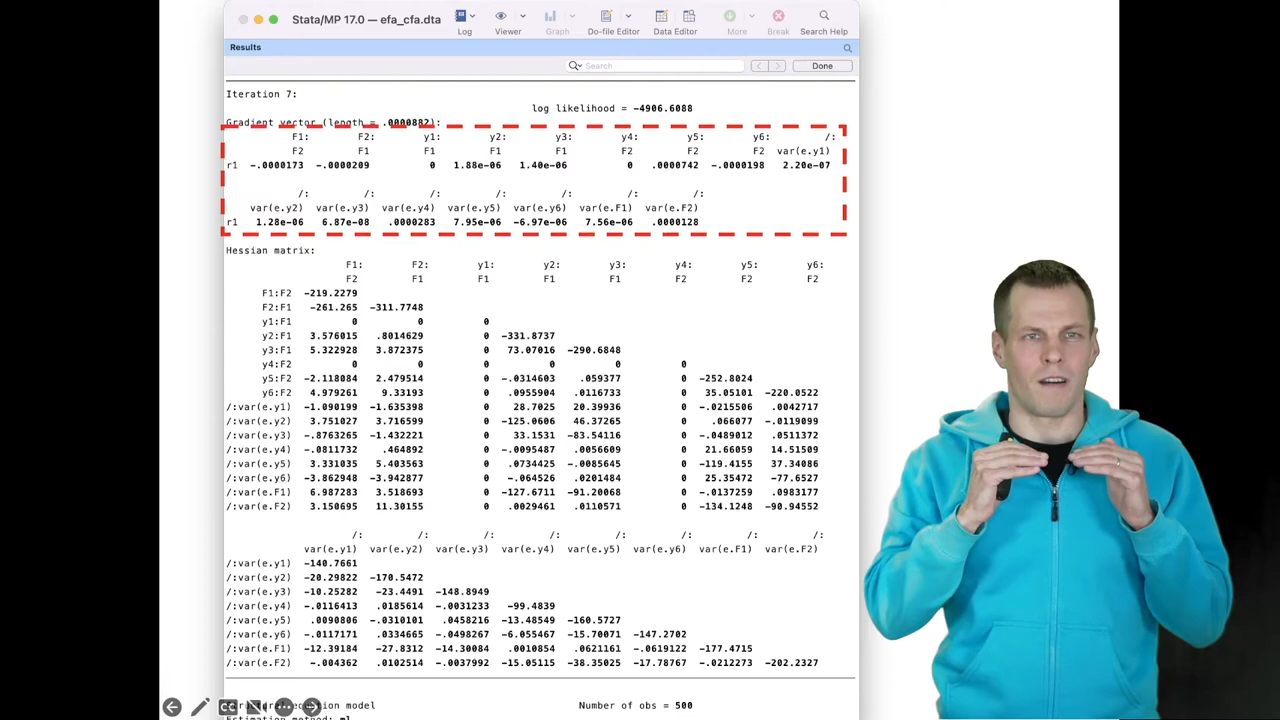 Stata/MP 17.0 — efa_cfa.dta
Log Viewer Graph Do-file Editor Data Editor More Break Search Help
Results
Search Done
Iteration 7:
log likelihood = -4906.6088
Gradient vector (length = .0000882):
F1: F2: y1: y2: y3: y4: y5: y6: /:
F2 F1 F1 F1 F1 F2 F2 F2 var(e.y1)
r1 -.0000173 -.0000209 0 1.88e-06 1.40e-06 0 .0000742 -.0000198 2.20e-07
/: /: /: /: /: /: /:
var(e.y2) var(e.y3) var(e.y4) var(e.y5) var(e.y6) var(e.F1) var(e.F2)
r1 1.28e-06 6.87e-08 .0000283 7.95e-06 -6.97e-06 7.56e-06 .0000128
Hessian matrix:
F1: F2: y1: y2: y3: y4: y5: y6:
F2 F1 F1 F1 F1 F2 F2 F2
F1:F2 -219.2279
F2:F1 -261.265 -311.7748
y1:F1 0 0 0
y2:F1 3.576015 .8014629 0 -331.8737
y3:F1 5.322928 3.872375 0 73.07016 -290.6848
y4:F2 0 0 0 0 0 0
y5:F2 -2.118084 2.479514 0 -.0314603 .059377 0 -252.8024
y6:F2 4.979261 9.33193 0 .0955904 .0116733 0 35.05101 -220.0522
/:var(e.y1) -1.090199 -1.635398 0 28.7025 20.39936 0 -.0215506 .0042717
/:var(e.y2) 3.751027 3.716599 0 -125.0606 46.37265 0 .066077 -.0119099
/:var(e.y3) -.8763265 -1.432221 0 33.1531 -83.54116 0 -.0489012 .0511372
/:var(e.y4) -.0811732 .464892 0 -.0095487 .0056609 0 21.66059 14.51509
/:var(e.y5) 3.331035 5.403563 0 .0734426 -.0085645 0 -119.4155 37.34086
/:var(e.y6) -3.862948 -3.942877 0 -.064526 .0201484 0 25.35472 -77.6527
/:var(e.F1) 6.987283 3.518693 0 -127.6711 -91.20068 0 -.0137259 .0983177
/:var(e.F2) 3.150695 11.30155 0 .0029461 .0110571 0 -134.1248 -90.94552
/: /: /: /: /: /: /: /:
var(e.y1) var(e.y2) var(e.y3) var(e.y4) var(e.y5) var(e.y6) var(e.F1) var(e.F2)
/:var(e.y1) -140.7661
/:var(e.y2) -20.29822 -170.5472
/:var(e.y3) -10.25282 -23.4491 -148.8949
/:var(e.y4) -.0116413 .0185614 -.0031233 -99.4839
/:var(e.y5) .0090806 -.0310101 .0458216 -13.48549 -160.5727
/:var(e.y6) -.0117171 .0334665 -.0498267 -6.055467 -15.70071 -147.2702
/:var(e.F1) -12.39184 -27.8312 -14.30084 .0010854 .0621161 -.0619122 -177.4715
/:var(e.F2) -.004362 .0102514 -.0037992 -15.05115 -38.35025 -17.78767 -.0212273 -202.2327
equation model Number of obs = 500
Estimation method: ml